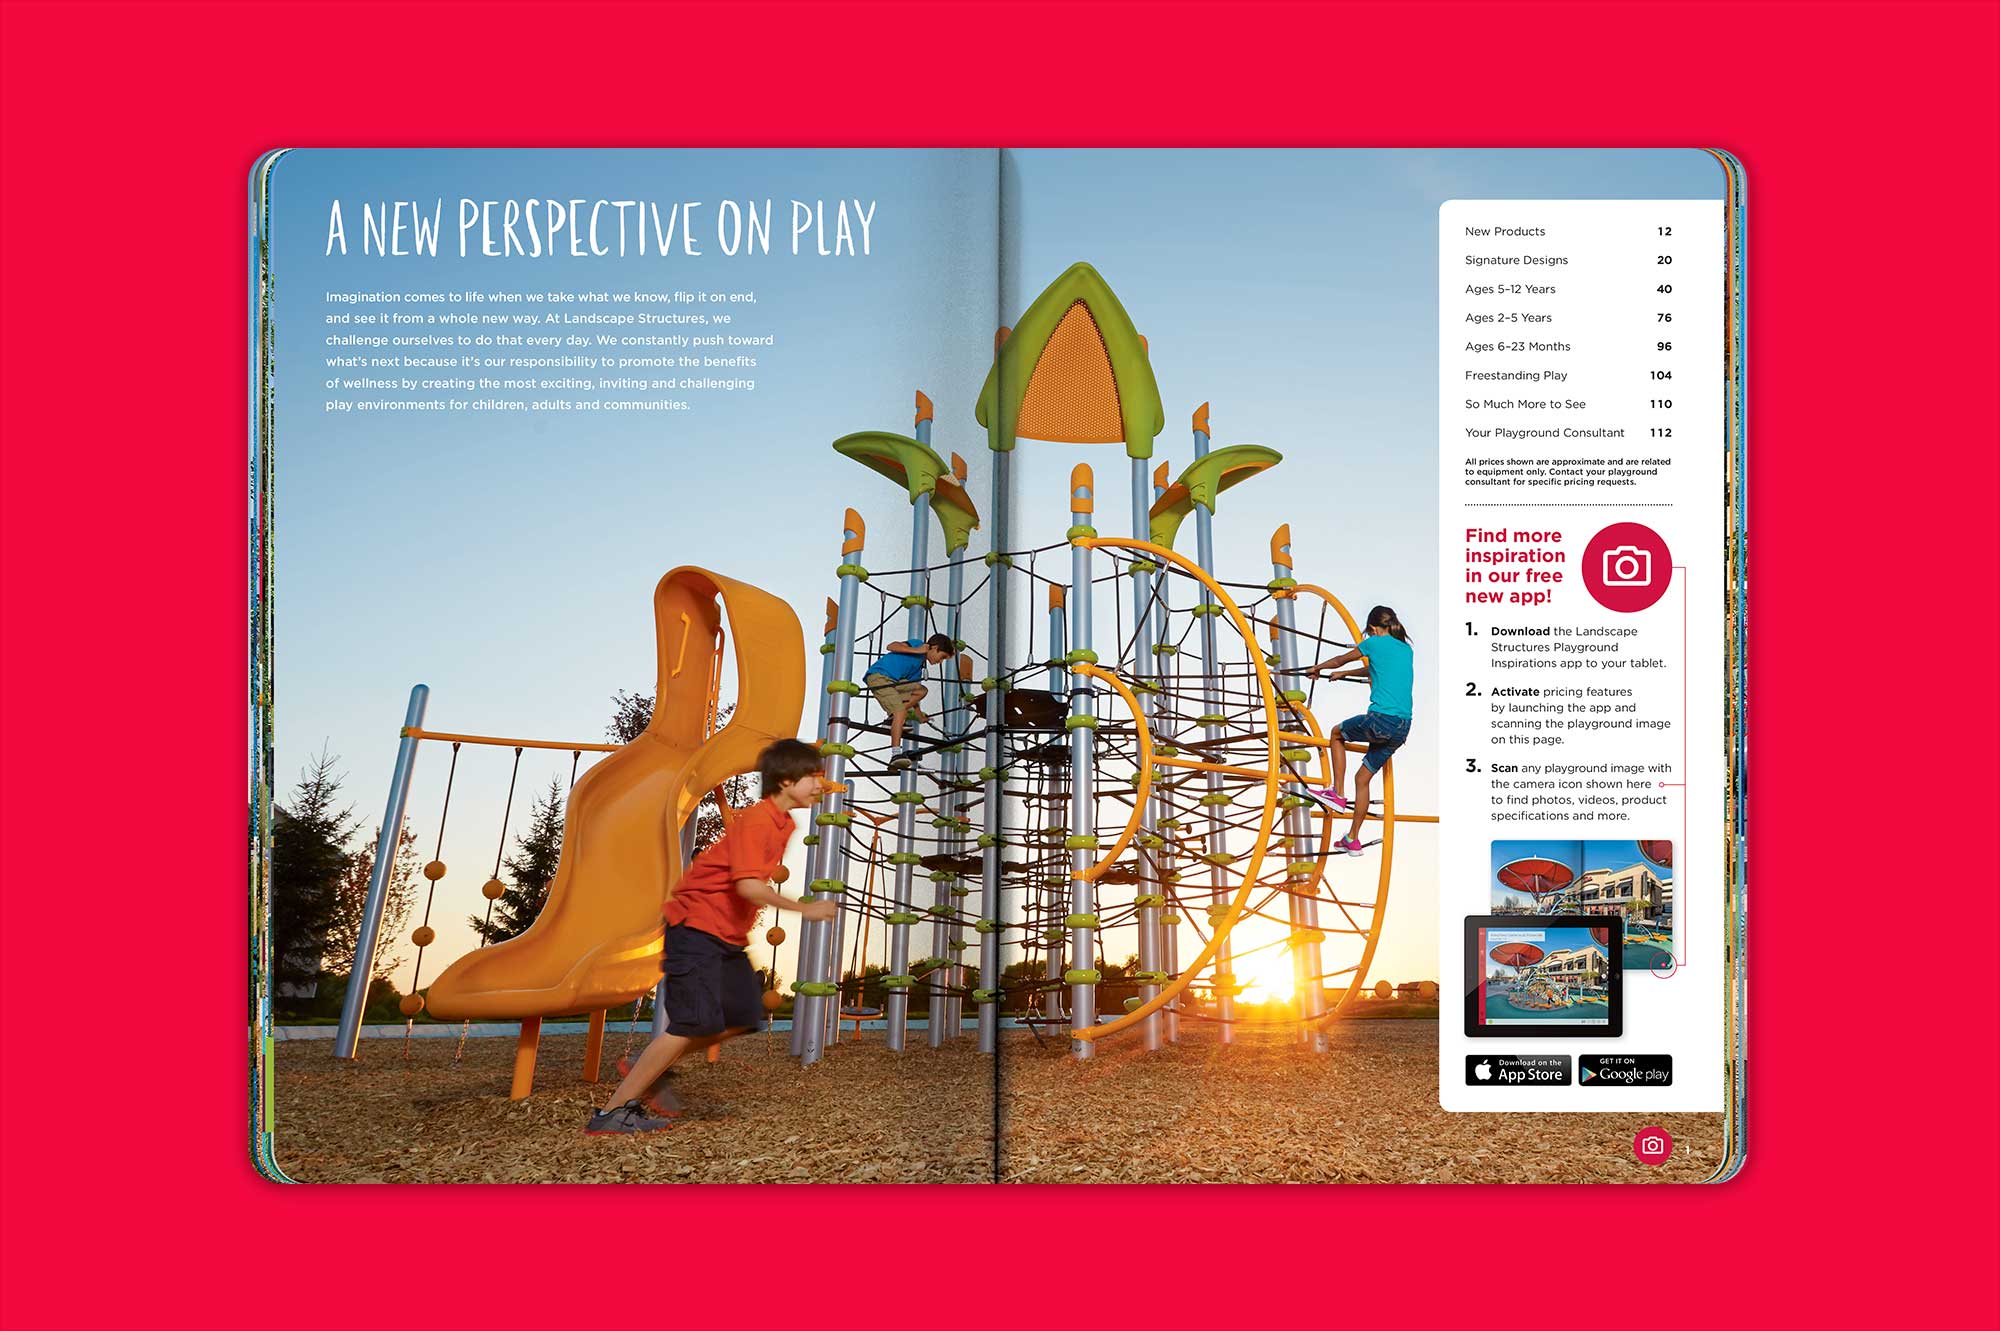 A NEW PERSPECTIVE ON PLAY
Imagination comes to life when we take what we know, flip it on end,
and see it from a whole new way. At Landscape Structures, we
challenge ourselves to do that every day. We constantly push toward
what's next because it's our responsibility to promote the benefits
of wellness by creating the most exciting, inviting and challenging
play environments for children, adults and communities.
New Products 12
Signature Designs 20
Ages 5–12 Years 40
Ages 2–5 Years 76
Ages 6–23 Months 96
Freestanding Play 104
So Much More to See 110
Your Playground Consultant 112
All prices shown are approximate and are related
to equipment only. Contact your playground
consultant for specific pricing requests.
Find more
inspiration
in our free
new app!
1. Download the Landscape
Structures Playground
Inspirations app to your tablet.
2. Activate pricing features
by launching the app and
scanning the playground image
on this page.
3. Scan any playground image with
the camera icon shown here
to find photos, videos, product
specifications and more.
Download on the
App Store
GET IT ON
Google play
1